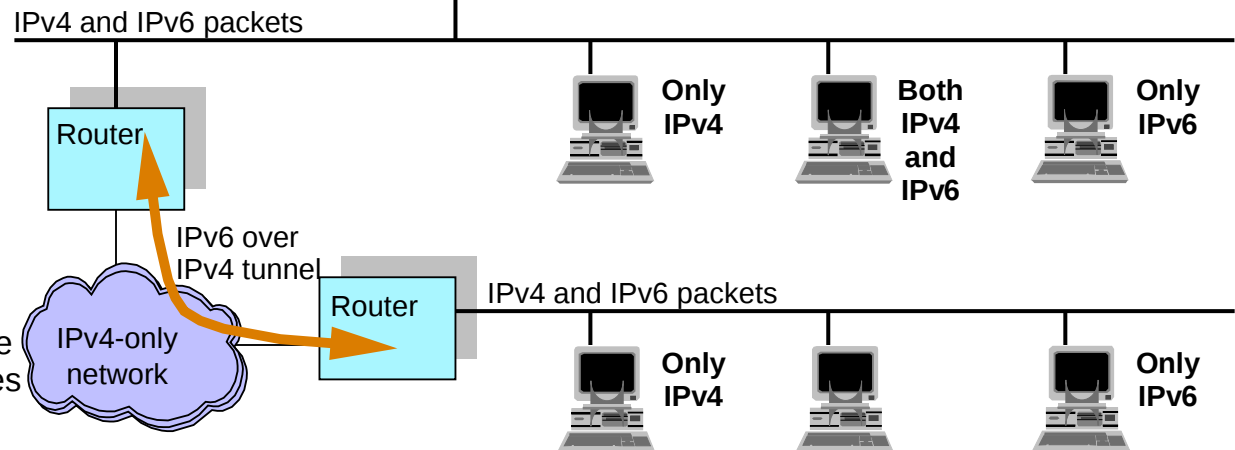 IPv4 and IPv6 packets
Only
IPv4
Both
IPv4
and
IPv6
Only
IPv6
Router
IPv6 over
IPv4 tunnel
Router
IPv4 and IPv6 packets
e
es
IPv4-only
network
Only
IPv4
Only
IPv6